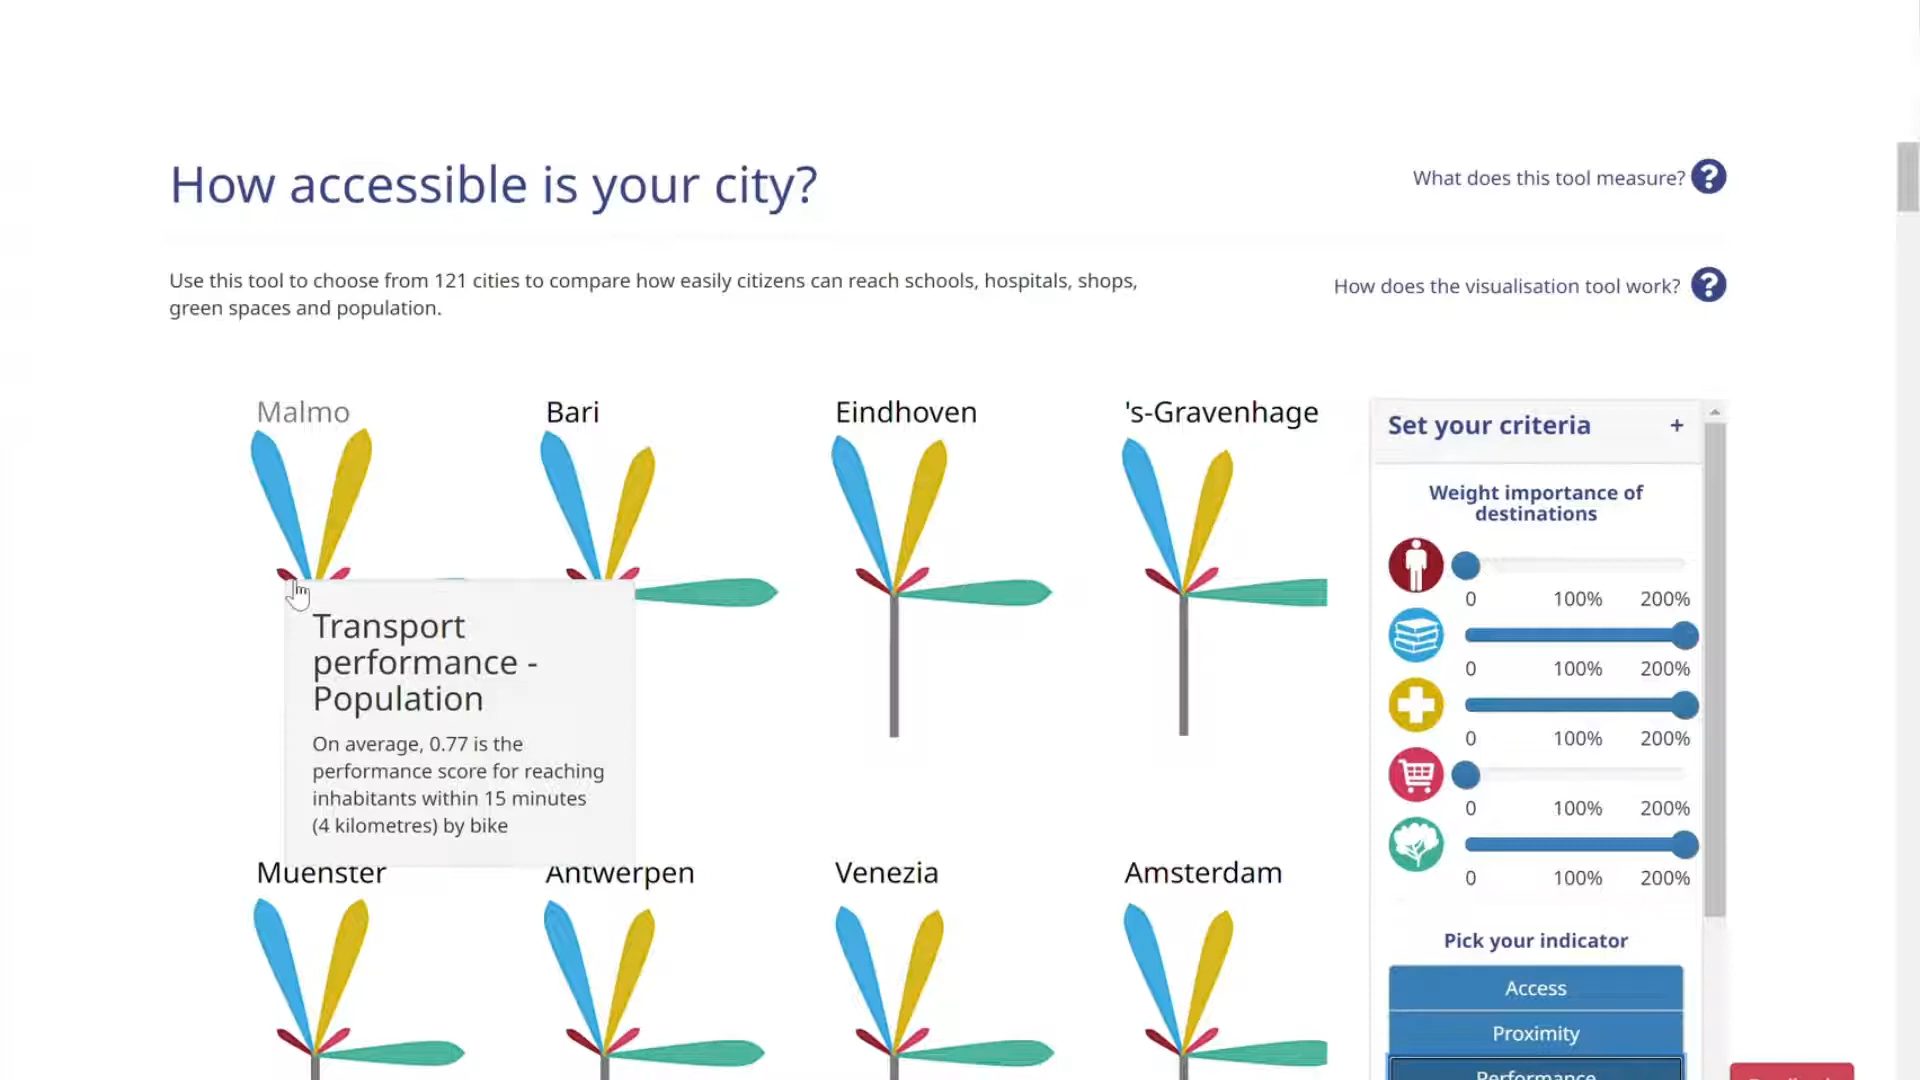 How accessible is your city?
What does this tool measure? ?
Use this tool to choose from 121 cities to compare how easily citizens can reach schools, hospitals, shops,
green spaces and population.
How does the visualisation tool work? ?
Malmo
Bari
Eindhoven
's-Gravenhage
Transport
performance -
Population
On average, 0.77 is the
performance score for reaching
inhabitants within 15 minutes
(4 kilometres) by bike
Muenster
Antwerpen
Venezia
Amsterdam
Set your criteria +
Weight importance of
destinations
0 100% 200%
0 100% 200%
0 100% 200%
0 100% 200%
0 100% 200%
Pick your indicator
Access
Proximity
Performance